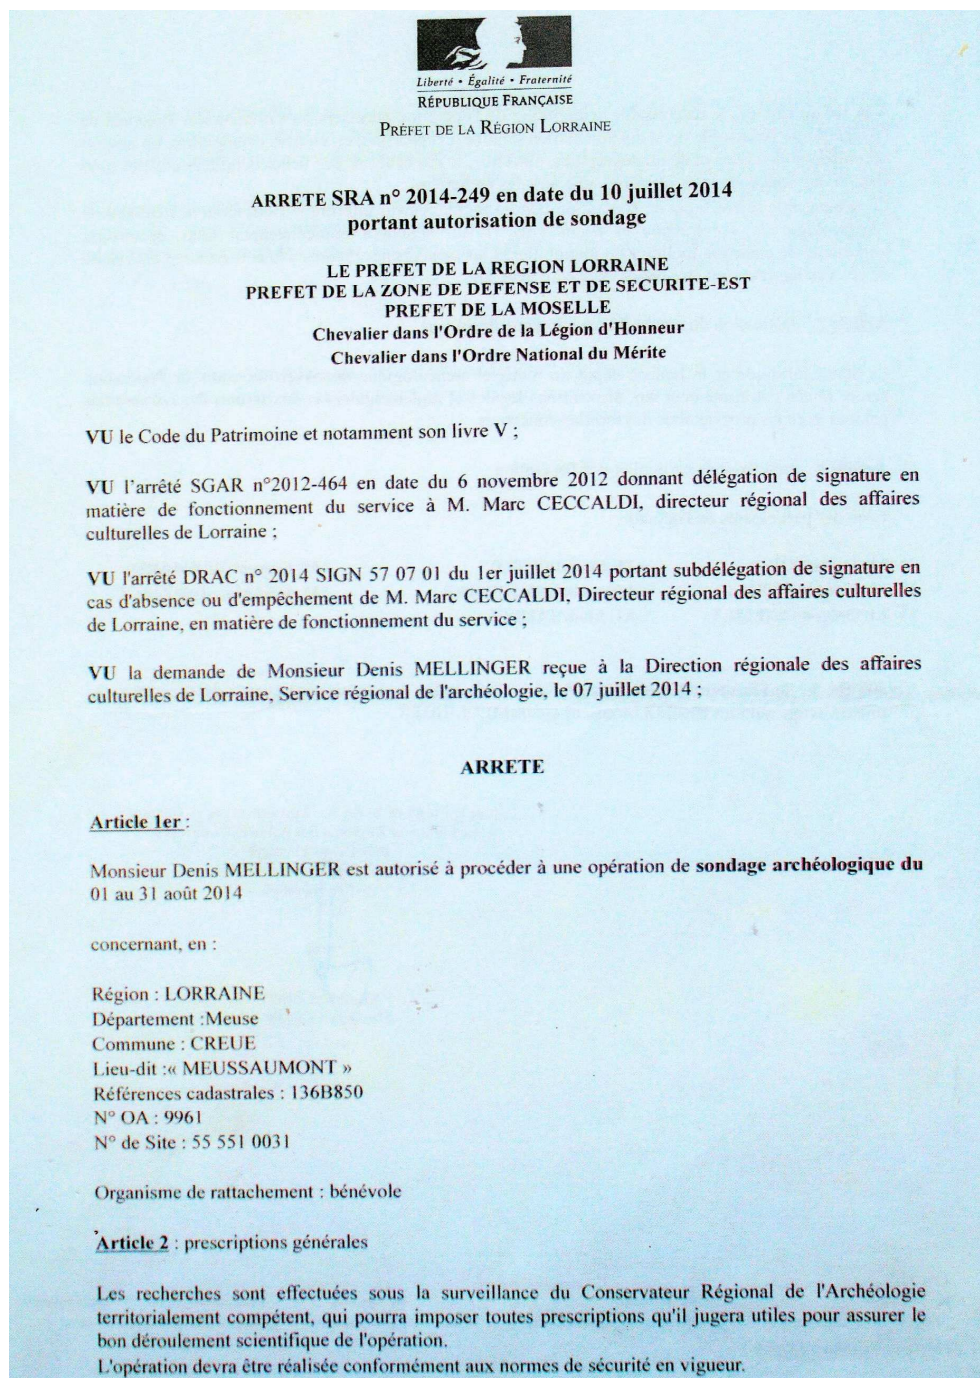 Liberté • Égalité • Fraternité
RÉPUBLIQUE FRANÇAISE
PRÉFET DE LA RÉGION LORRAINE
ARRETE SRA n° 2014-249 en date du 10 juillet 2014
portant autorisation de sondage
LE PREFET DE LA REGION LORRAINE
PREFET DE LA ZONE DE DEFENSE ET DE SECURITE-EST
PREFET DE LA MOSELLE
Chevalier dans l'Ordre de la Légion d'Honneur
Chevalier dans l'Ordre National du Mérite
VU le Code du Patrimoine et notamment son livre V ;
VU l'arrêté SGAR n°2012-464 en date du 6 novembre 2012 donnant délégation de signature en
matière de fonctionnement du service à M. Marc CECCALDI, directeur régional des affaires
culturelles de Lorraine ;
VU l'arrêté DRAC n° 2014 SIGN 57 07 01 du 1er juillet 2014 portant subdélégation de signature en
cas d'absence ou d'empêchement de M. Marc CECCALDI, Directeur régional des affaires culturelles
de Lorraine, en matière de fonctionnement du service ;
VU la demande de Monsieur Denis MELLINGER reçue à la Direction régionale des affaires
culturelles de Lorraine, Service régional de l'archéologie, le 07 juillet 2014 ;
ARRETE
Article 1er :
Monsieur Denis MELLINGER est autorisé à procéder à une opération de sondage archéologique du
01 au 31 août 2014
concernant, en :
Région : LORRAINE
Département :Meuse
Commune : CREUE
Lieu-dit :« MEUSSAUMONT »
Références cadastrales : 136B850
N° OA : 9961
N° de Site : 55 551 0031
Organisme de rattachement : bénévole
Article 2 : prescriptions générales
Les recherches sont effectuées sous la surveillance du Conservateur Régional de l'Archéologie
territorialement compétent, qui pourra imposer toutes prescriptions qu'il jugera utiles pour assurer le
bon déroulement scientifique de l'opération.
L'opération devra être réalisée conformément aux normes de sécurité en vigueur.